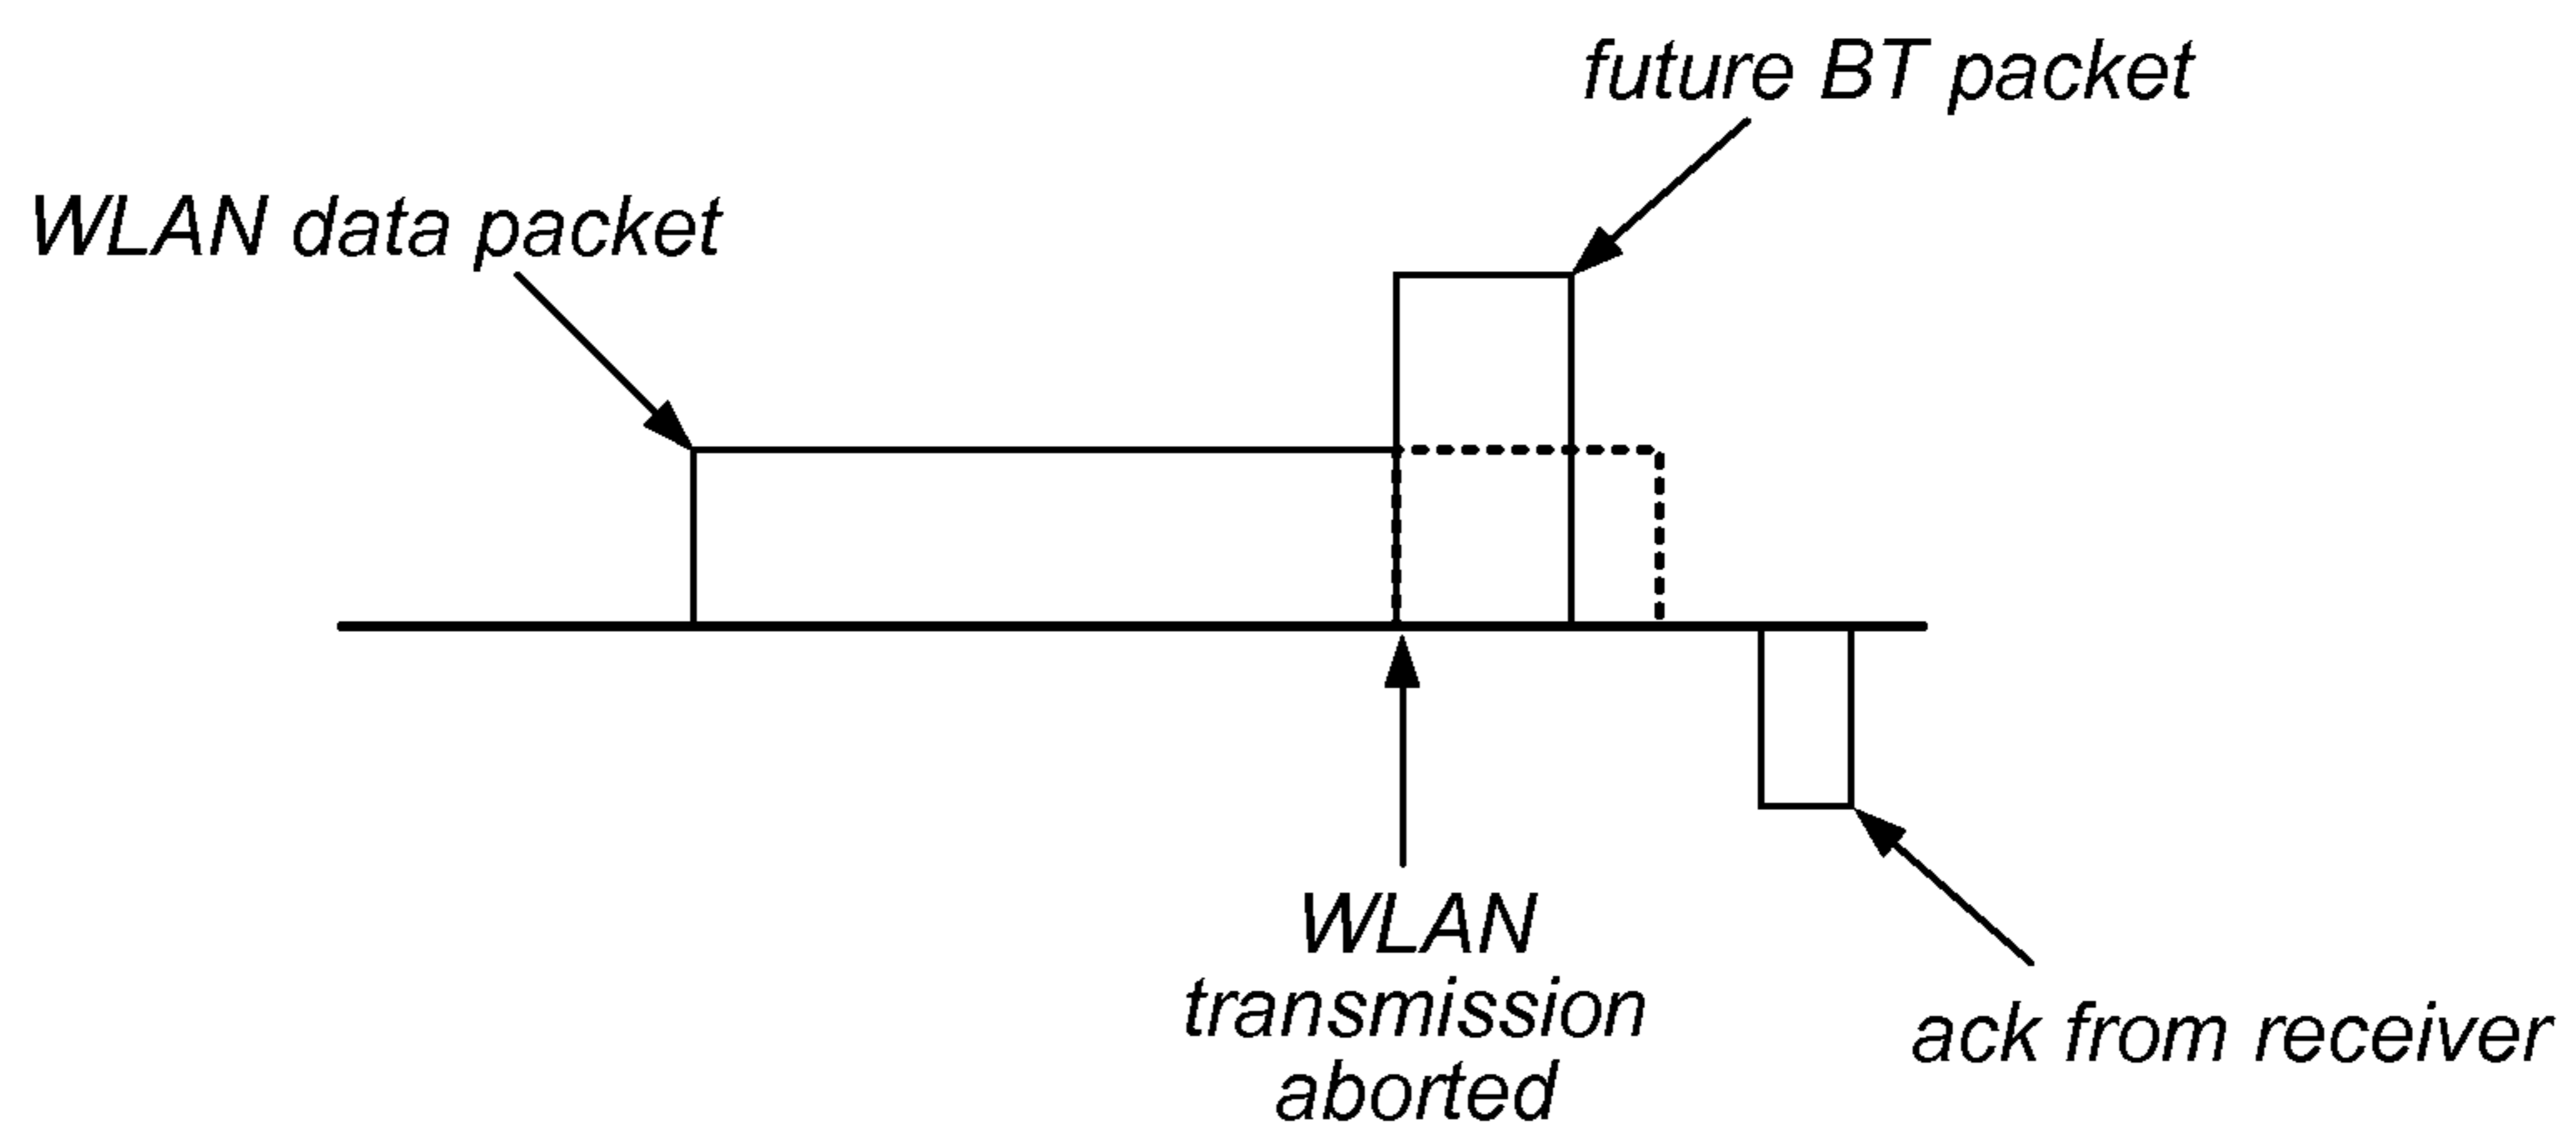 future BT packet
WLAN data packet
WLAN
transmission
aborted
ack from receiver